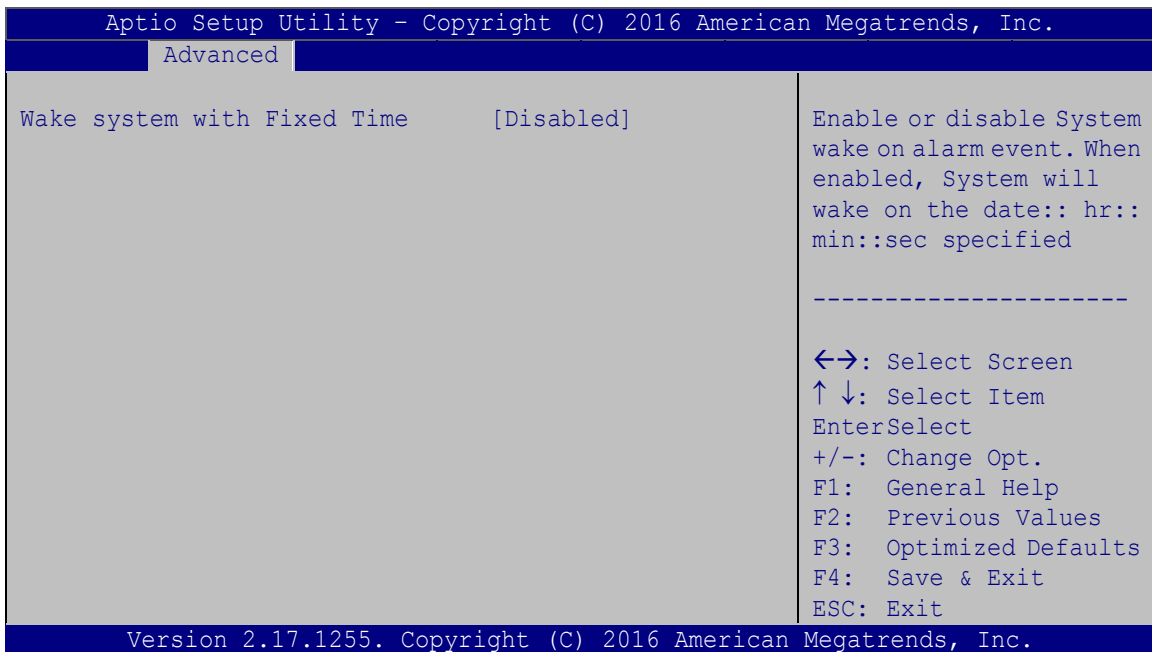 Aptio Setup Utility – Copyright (C) 2016 American Megatrends, Inc.
Advanced
Wake system with Fixed Time [Disabled]
Enable or disable System
wake on alarm event. When
enabled, System will
wake on the date:: hr::
min::sec specified
----------------------
←→: Select Screen
↑ ↓: Select Item
EnterSelect
+/-: Change Opt.
F1: General Help
F2: Previous Values
F3: Optimized Defaults
F4: Save & Exit
ESC: Exit
Version 2.17.1255. Copyright (C) 2016 American Megatrends, Inc.